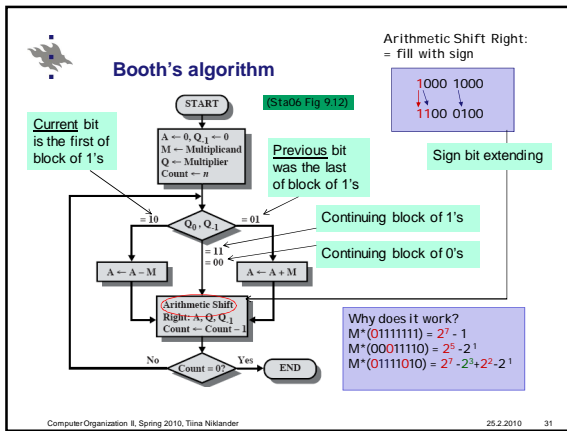 Booth's algorithm
Arithmetic Shift Right:
= fill with sign
1000 1000
1100 0100
Sign bit extending
(Sta06 Fig 9.12)
START
A ← 0, Q-1 ← 0
M ← Multiplicand
Q ← Multiplier
Count ← n
Current bit
is the first of
block of 1's
Previous bit
was the last
of block of 1's
= 10
Q0, Q-1
= 01
= 11
= 00
Continuing block of 1's
Continuing block of 0's
A ← A – M
A ← A + M
Arithmetic Shift
Right: A, Q, Q-1
Count ← Count – 1
No
Count = 0?
Yes
END
Why does it work?
M*(01111111) = 2^7 - 1
M*(00011110) = 2^5 -2^1
M*(01111010) = 2^7 -2^3+2^2-2^1
Computer Organization II, Spring 2010, Tiina Niklander
25.2.2010
31